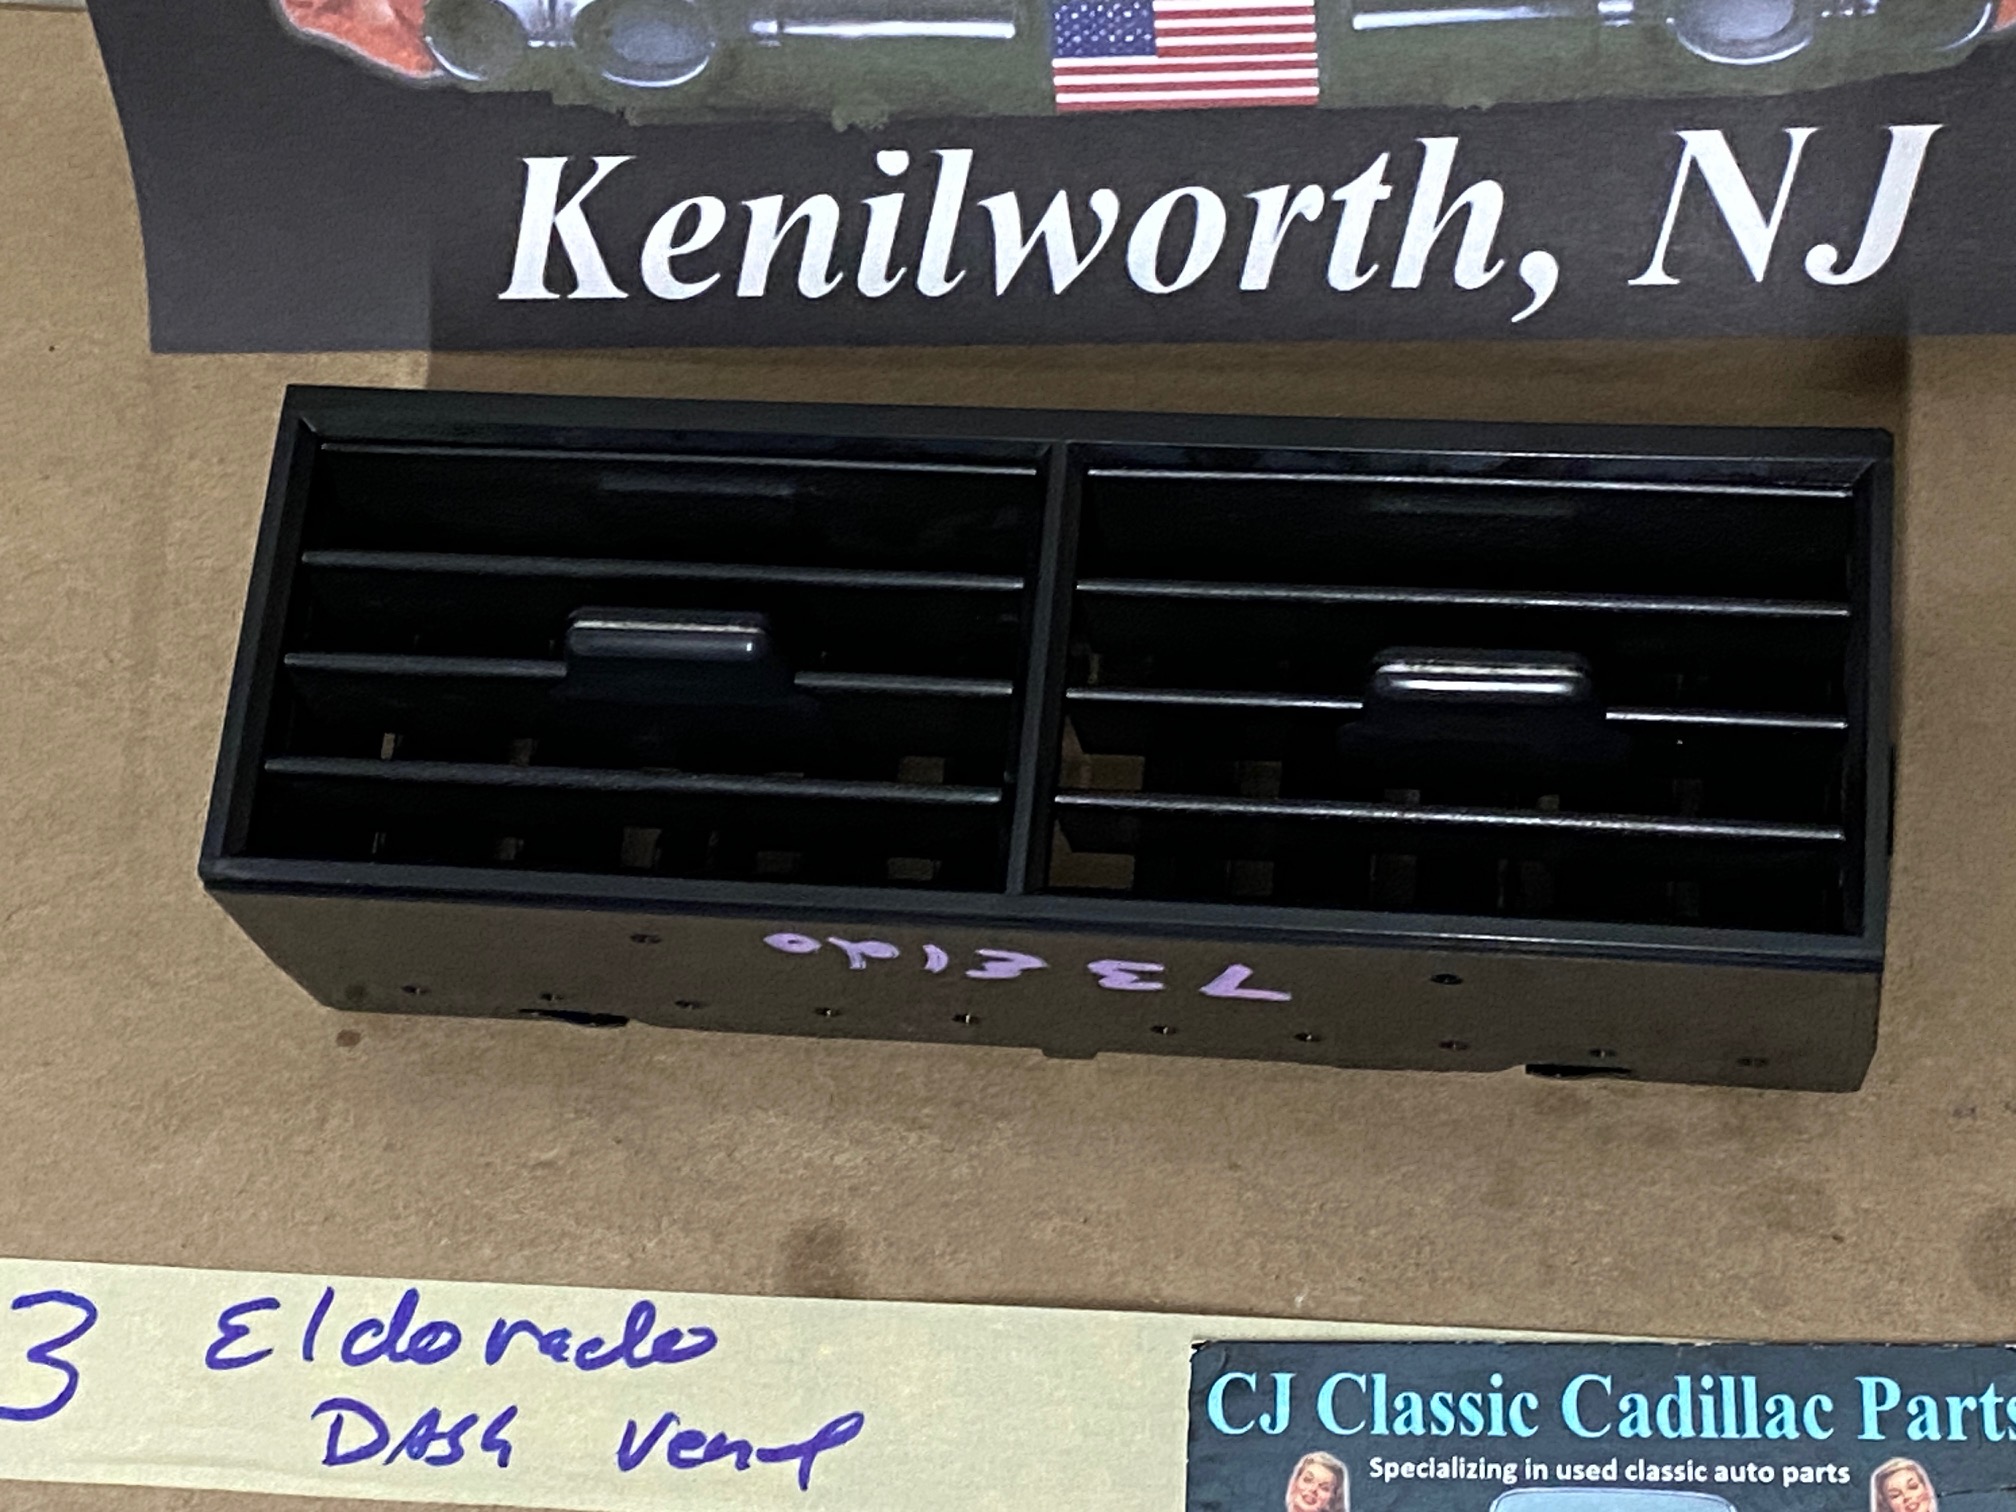 Kenilworth, NJ
73 Eldo
3 Eldorado
DASH Vent
CJ Classic Cadillac Parts
Specializing in used classic auto parts